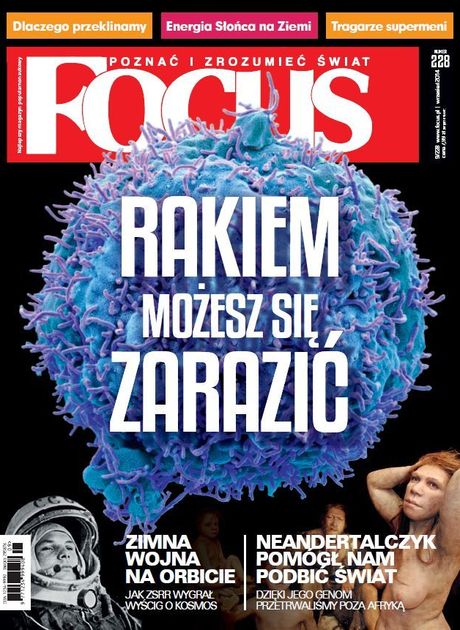 Dlaczego przeklinamy
Energia Słońca na Ziemi
Tragarze supermeni
POZNAĆ I ZROZUMIEĆ ŚWIAT
FOCUS
NUMER
228
RAKIEM
MOŻESZ SIĘ
ZARAZIĆ
ZIMNA
WOJNA
NA ORBICIE
JAK ZSRR WYGRAŁ
WYŚCIG O KOSMOS
NEANDERTALCZYK
POMÓGŁ NAM
PODBIĆ ŚWIAT
DZIĘKI JEGO GENOM
PRZETRWALIŚMY POZA AFRYKĄ